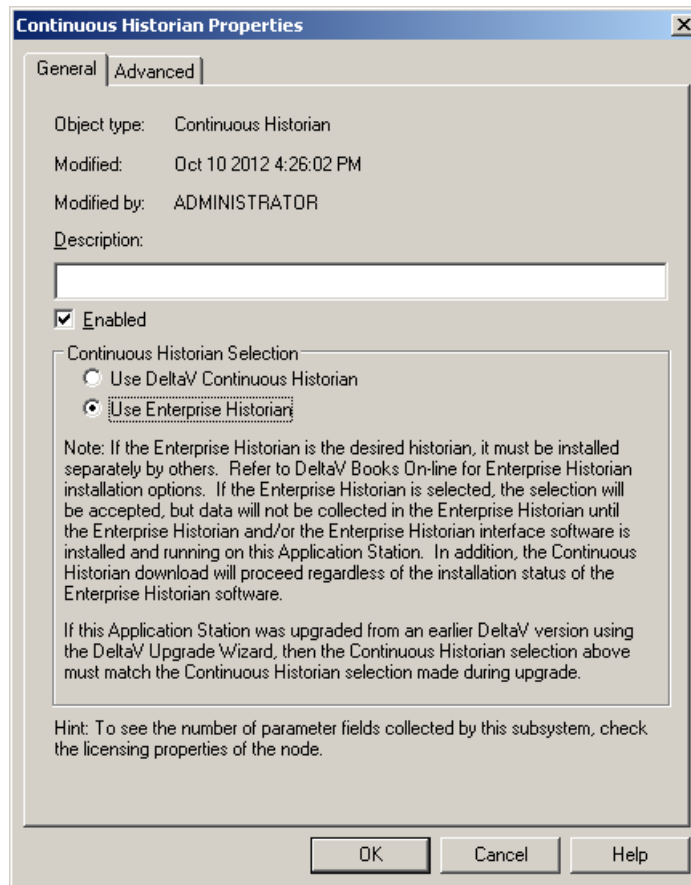 Continuous Historian Properties
General
Advanced
Object type: Continuous Historian
Modified: Oct 10 2012 4:26:02 PM
Modified by: ADMINISTRATOR
Description:
Enabled
Continuous Historian Selection
Use DeltaV Continuous Historian
Use Enterprise Historian
Note: If the Enterprise Historian is the desired historian, it must be installed
separately by others. Refer to DeltaV Books On-line for Enterprise Historian
installation options. If the Enterprise Historian is selected, the selection will
be accepted, but data will not be collected in the Enterprise Historian until
the Enterprise Historian and/or the Enterprise Historian interface software is
installed and running on this Application Station. In addition, the Continuous
Historian download will proceed regardless of the installation status of the
Enterprise Historian software.
If this Application Station was upgraded from an earlier DeltaV version using
the DeltaV Upgrade Wizard, then the Continuous Historian selection above
must match the Continuous Historian selection made during upgrade.
Hint: To see the number of parameter fields collected by this subsystem, check
the licensing properties of the node.
OK
Cancel
Help